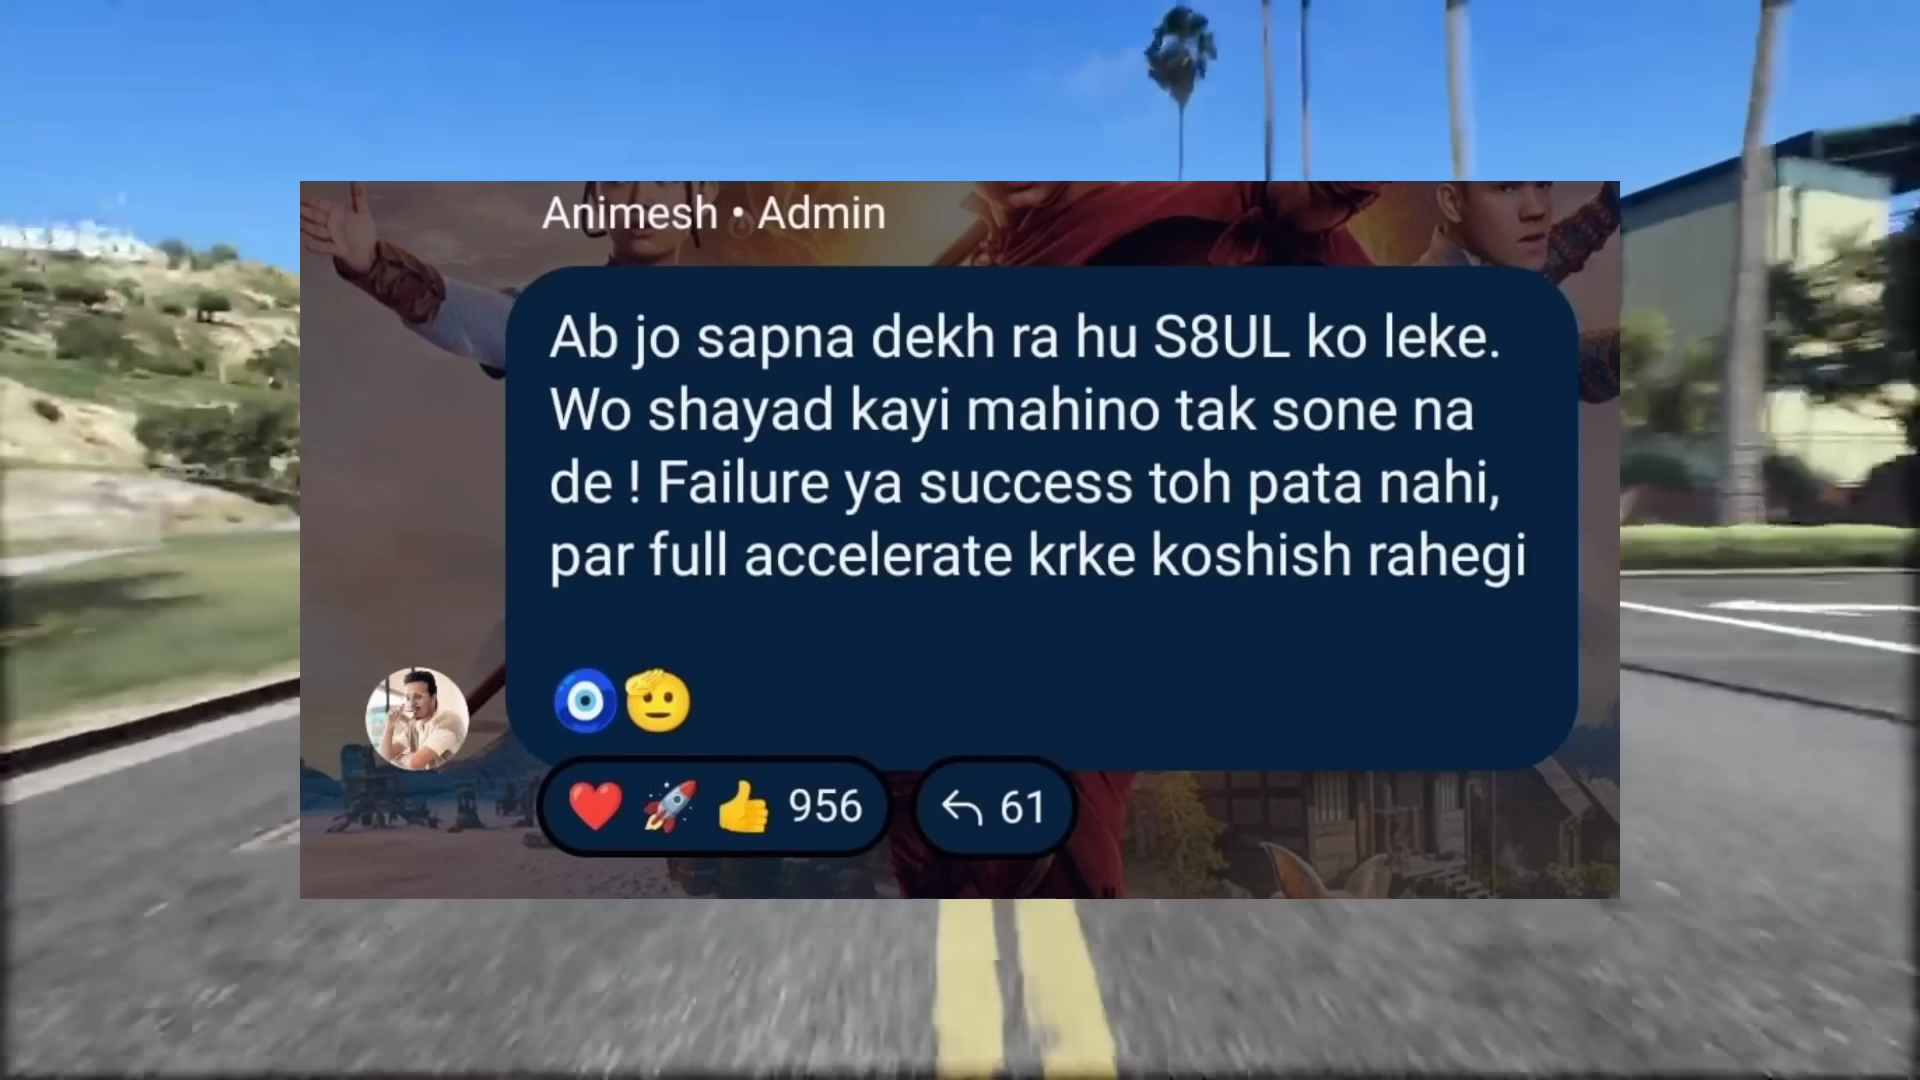 Animesh • Admin
Ab jo sapna dekh ra hu S8UL ko leke.
Wo shayad kayi mahino tak sone na
de ! Failure ya success toh pata nahi,
par full accelerate krke koshish rahegi
🧿🫡
❤️ 🚀 👍 956 61